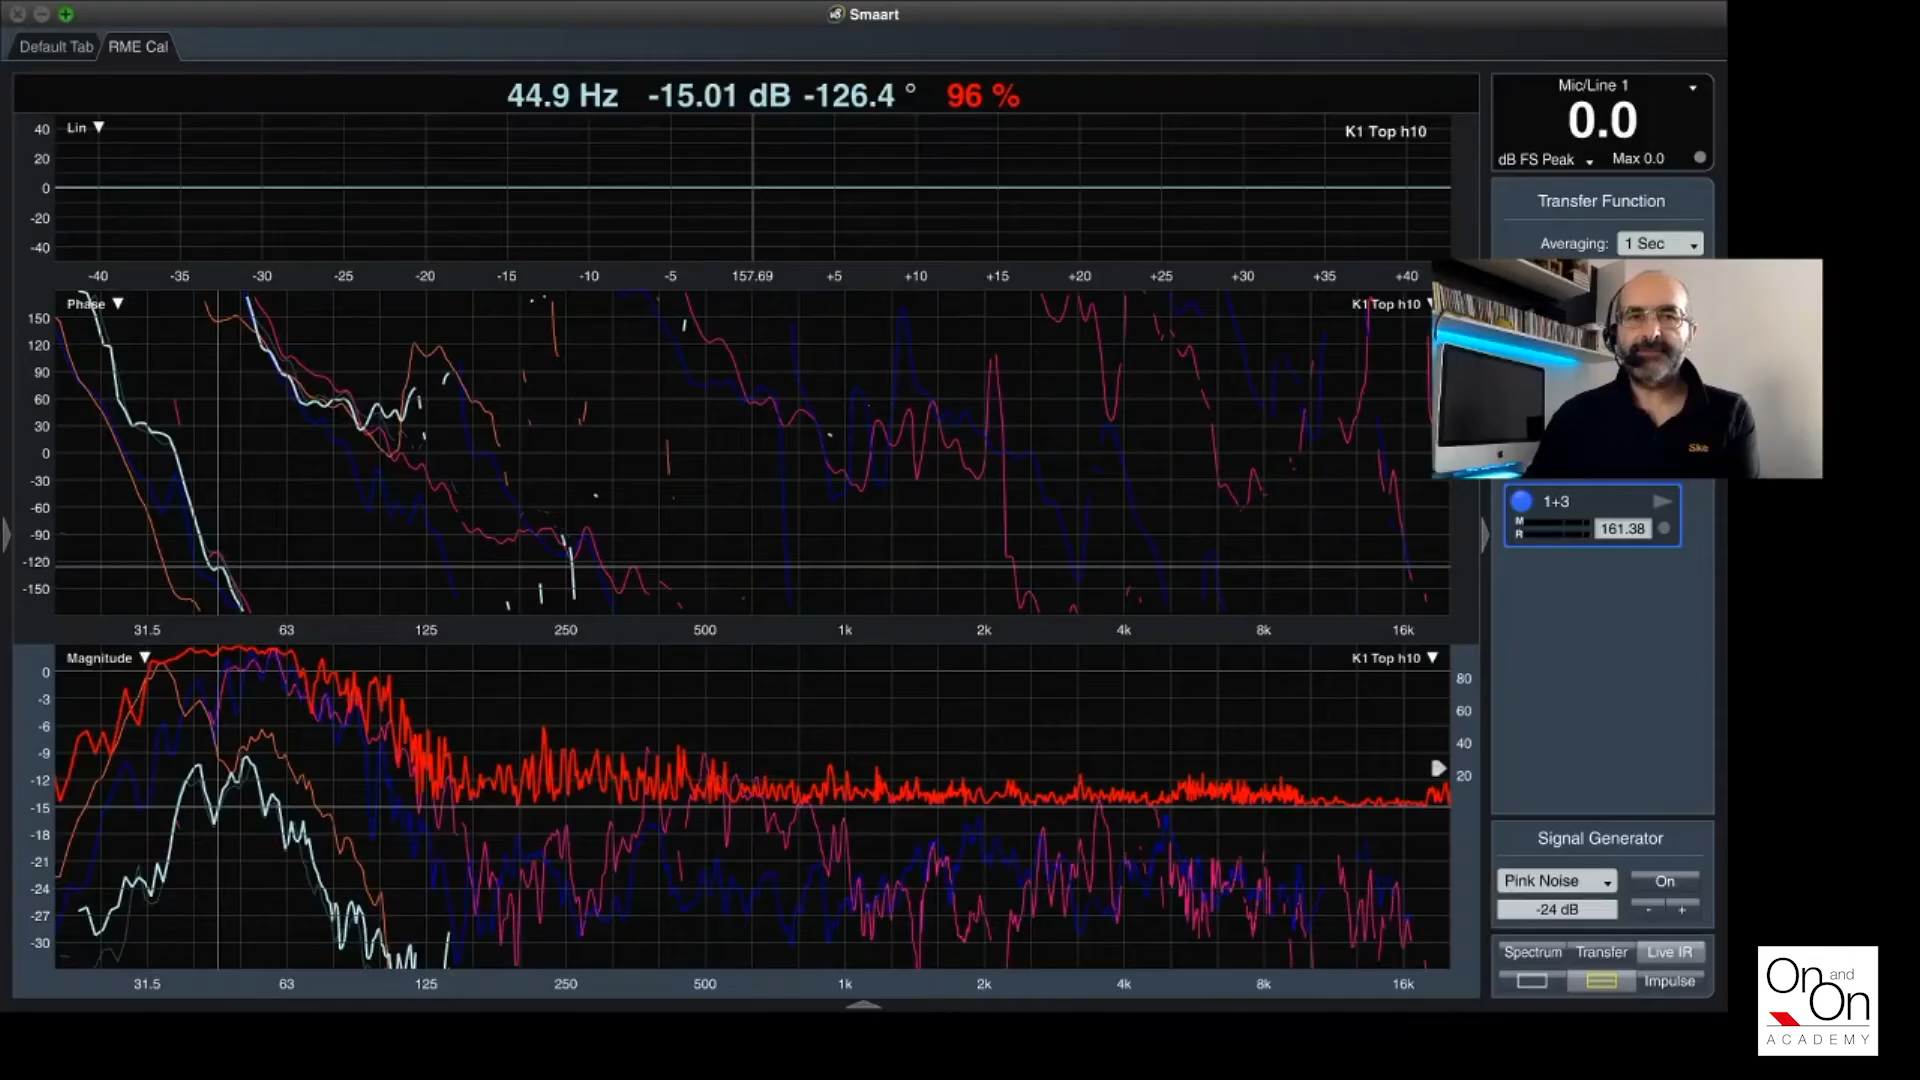 Smaart
Default Tab
RME Cal
44.9 Hz -15.01 dB -126.4 ° 96 %
Mic/Line 1
0.0
dB FS Peak Max 0.0
Lin
K1 Top h10
40
20
0
-20
-40
-40 -35 -30 -25 -20 -15 -10 -5 157.69 +5 +10 +15 +20 +25 +30 +35 +40
Transfer Function
Averaging: 1 Sec
Phase
K1 Top h10
150
120
90
60
30
0
-30
-60
-90
-120
-150
31.5 63 125 250 500 1k 2k 4k 8k 16k
Ske
1+3
M
R
161.38
Magnitude
K1 Top h10
0
-3
-6
-9
-12
-15
-18
-21
-24
-27
-30
80
60
40
20
31.5 63 125 250 500 1k 2k 4k 8k 16k
Signal Generator
Pink Noise On
-24 dB - +
Spectrum Transfer Live IR
Impulse
On and
On
ACADEMY